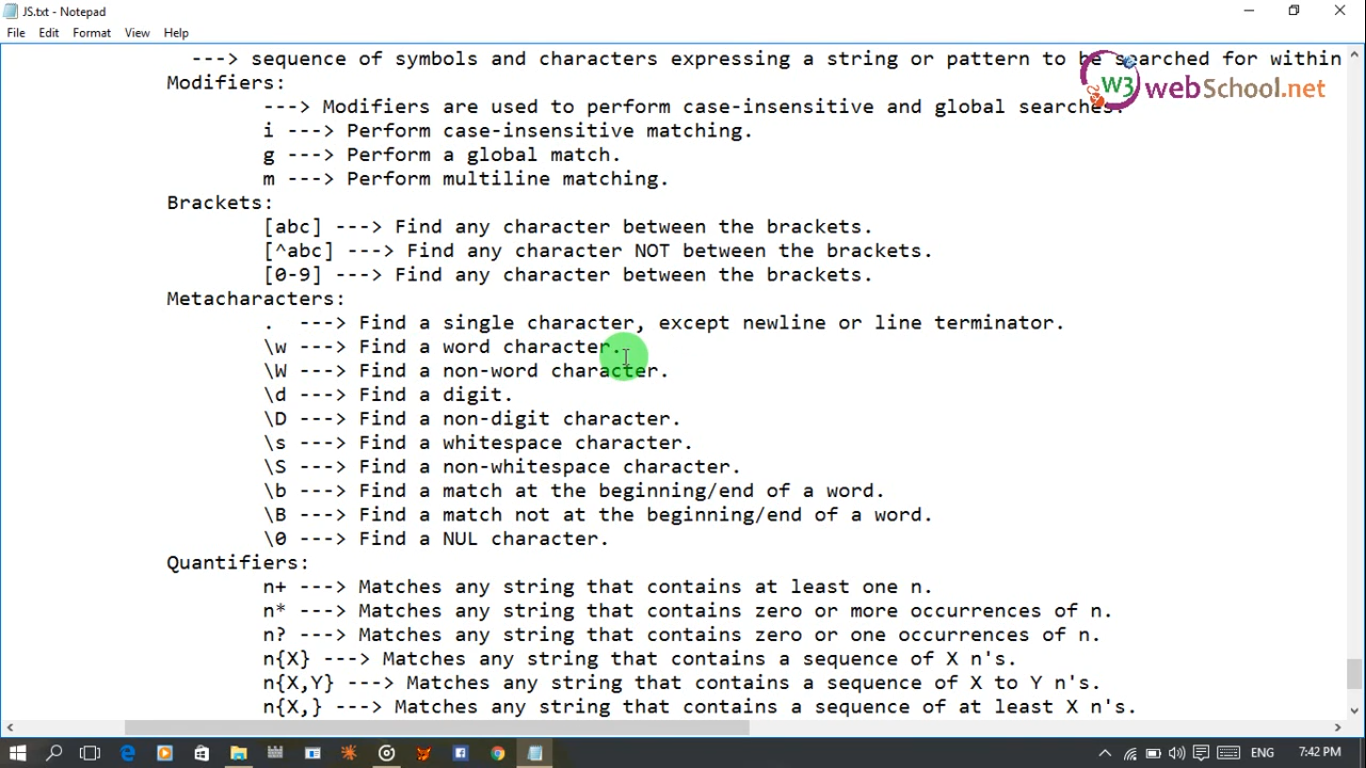 JS.txt - Notepad
File Edit Format View Help
---> sequence of symbols and characters expressing a string or pattern to be searched for within
W3webSchool.net
Modifiers:
---> Modifiers are used to perform case-insensitive and global searches.
i ---> Perform case-insensitive matching.
g ---> Perform a global match.
m ---> Perform multiline matching.
Brackets:
[abc] ---> Find any character between the brackets.
[^abc] ---> Find any character NOT between the brackets.
[0-9] ---> Find any character between the brackets.
Metacharacters:
. ---> Find a single character, except newline or line terminator.
\w ---> Find a word character.
\W ---> Find a non-word character.
\d ---> Find a digit.
\D ---> Find a non-digit character.
\s ---> Find a whitespace character.
\S ---> Find a non-whitespace character.
\b ---> Find a match at the beginning/end of a word.
\B ---> Find a match not at the beginning/end of a word.
\0 ---> Find a NUL character.
Quantifiers:
n+ ---> Matches any string that contains at least one n.
n* ---> Matches any string that contains zero or more occurrences of n.
n? ---> Matches any string that contains zero or one occurrences of n.
n{X} ---> Matches any string that contains a sequence of X n's.
n{X,Y} ---> Matches any string that contains a sequence of X to Y n's.
n{X,} ---> Matches any string that contains a sequence of at least X n's.
ENG 7:42 PM